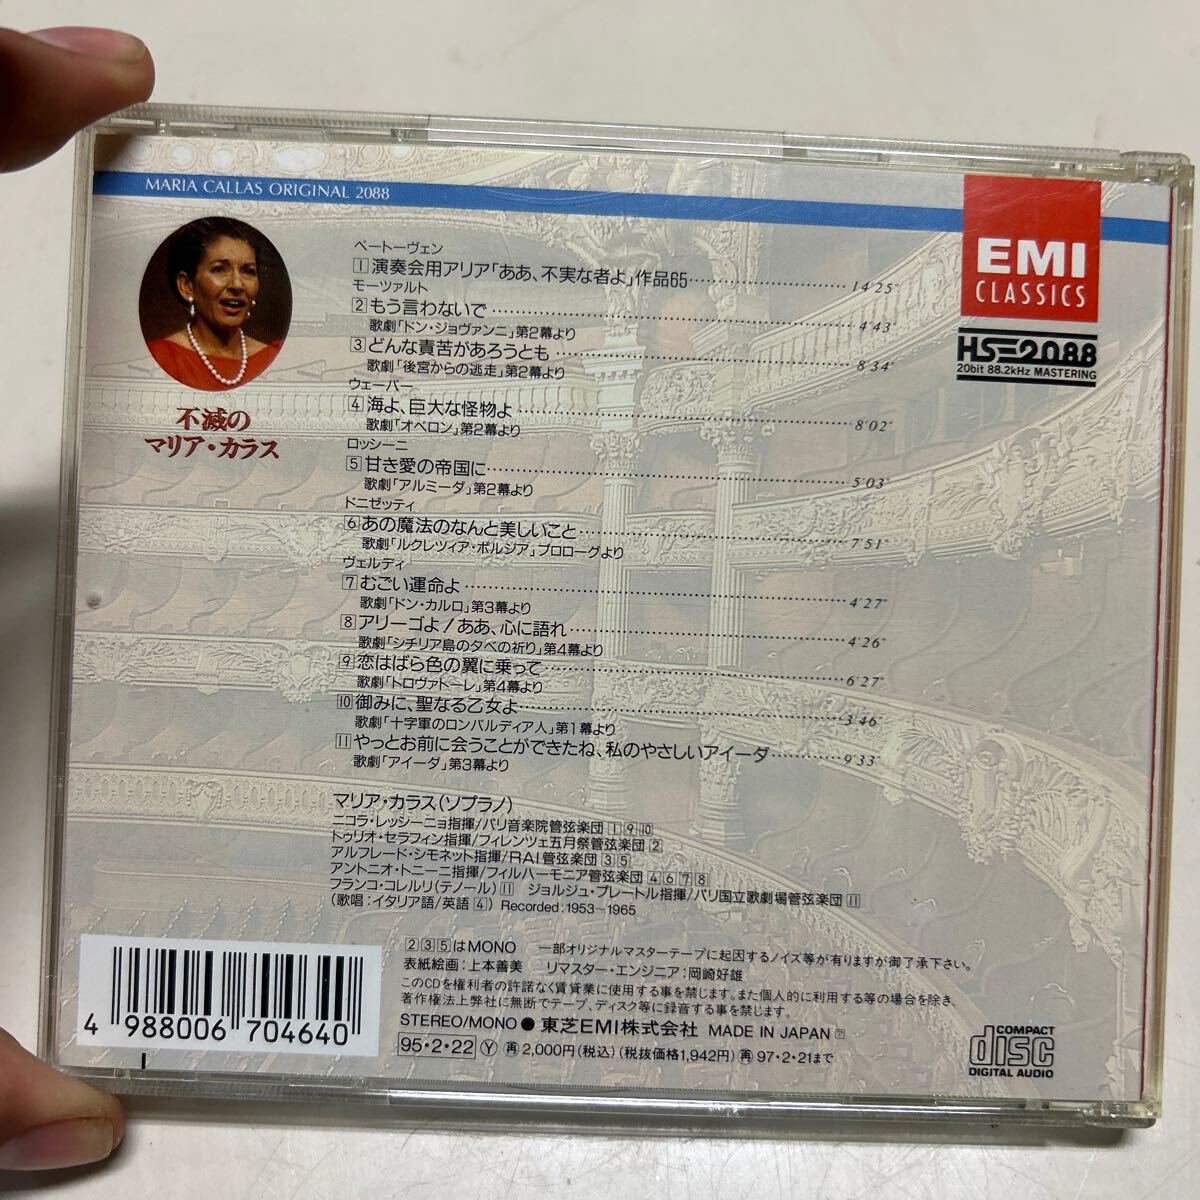 MARIA CALLAS ORIGINAL 2088
EMI
CLASSICS
HS2088
20bit 88.2kHz MASTERING
不滅の
マリア・カラス
ベートーヴェン
1 演奏会用アリア「ああ、不実な者よ」作品65 14'25"
モーツァルト
2 もう言わないで 4'43"
歌劇「ドン・ジョヴァンニ」第2幕より
3 どんな責苦があろうとも 8'34"
歌劇「後宮からの逃走」第2幕より
ウェーバー
4 海よ、巨大な怪物よ 8'02"
歌劇「オベロン」第2幕より
ロッシーニ
5 甘き愛の帝国に 5'03"
歌劇「アルミーダ」第2幕より
ドニゼッティ
6 あの魔法のなんと美しいこと 7'51"
歌劇「ルクレツィア・ボルジア」プロローグより
ヴェルディ
7 むごい運命よ 4'27"
歌劇「ドン・カルロ」第3幕より
8 アリーゴよ！ああ、心に語れ 4'26"
歌劇「シチリア島の夕べの祈り」第4幕より
9 恋はばら色の翼に乗って 6'27"
歌劇「トロヴァトーレ」第4幕より
10 御みに、聖なる乙女よ 3'46"
歌劇「十字軍のロンバルディア人」第1幕より
11 やっとお前に会うことができたね、私のやさしいアイーダ 9'33"
歌劇「アイーダ」第3幕より
マリア・カラス(ソプラノ)
ニコラ・レッシーニョ指揮/パリ音楽院管弦楽団 1 9 10
トゥリオ・セラフィン指揮/フィレンツェ五月祭管弦楽団 2
アルフレード・シモネット指揮/RAI管弦楽団 3 5
アントニオ・トニーニ指揮/フィルハーモニア管弦楽団 4 6 7 8
フランコ・コレルリ(テノール) 11 ジョルジュ・プレートル指揮/パリ国立歌劇場管弦楽団 11
(歌唱:イタリア語/英語 4) Recorded:1953~1965
2 3 5 はMONO 一部オリジナルマスターテープに起因するノイズ等が有りますが御了承下さい。
表紙絵画:上本善美 リマスター・エンジニア:岡崎好雄
このCDを権利者の許諾なく賃貸業に使用する事を禁じます。また個人的に利用する等の場合を除き、
著作権法上弊社に無断でテープ、ディスク等に録音する事を禁じます。
STEREO/MONO ● 東芝EMI株式会社 MADE IN JAPAN
95・2・22 Ⓨ 再 2,000円(税込)(税抜価格1,942円) 再 97・2・21まで
4 988006 704640
COMPACT
disc
DIGITAL AUDIO